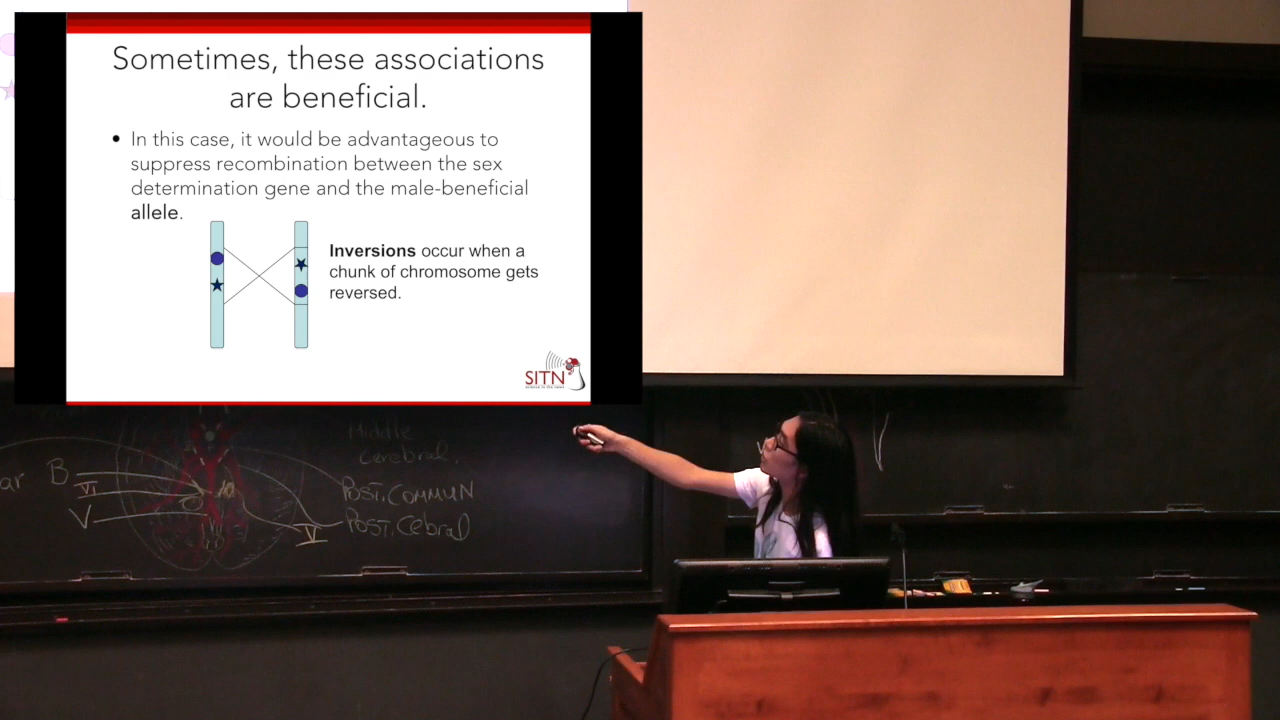 Sometimes, these associations
are beneficial.
• In this case, it would be advantageous to
suppress recombination between the sex
determination gene and the male-beneficial
allele.
Inversions occur when a
chunk of chromosome gets
reversed.
SITN
Middle
Cerebral.
ar B
VI
V
POST. COMMUN
POST. Cebral
V